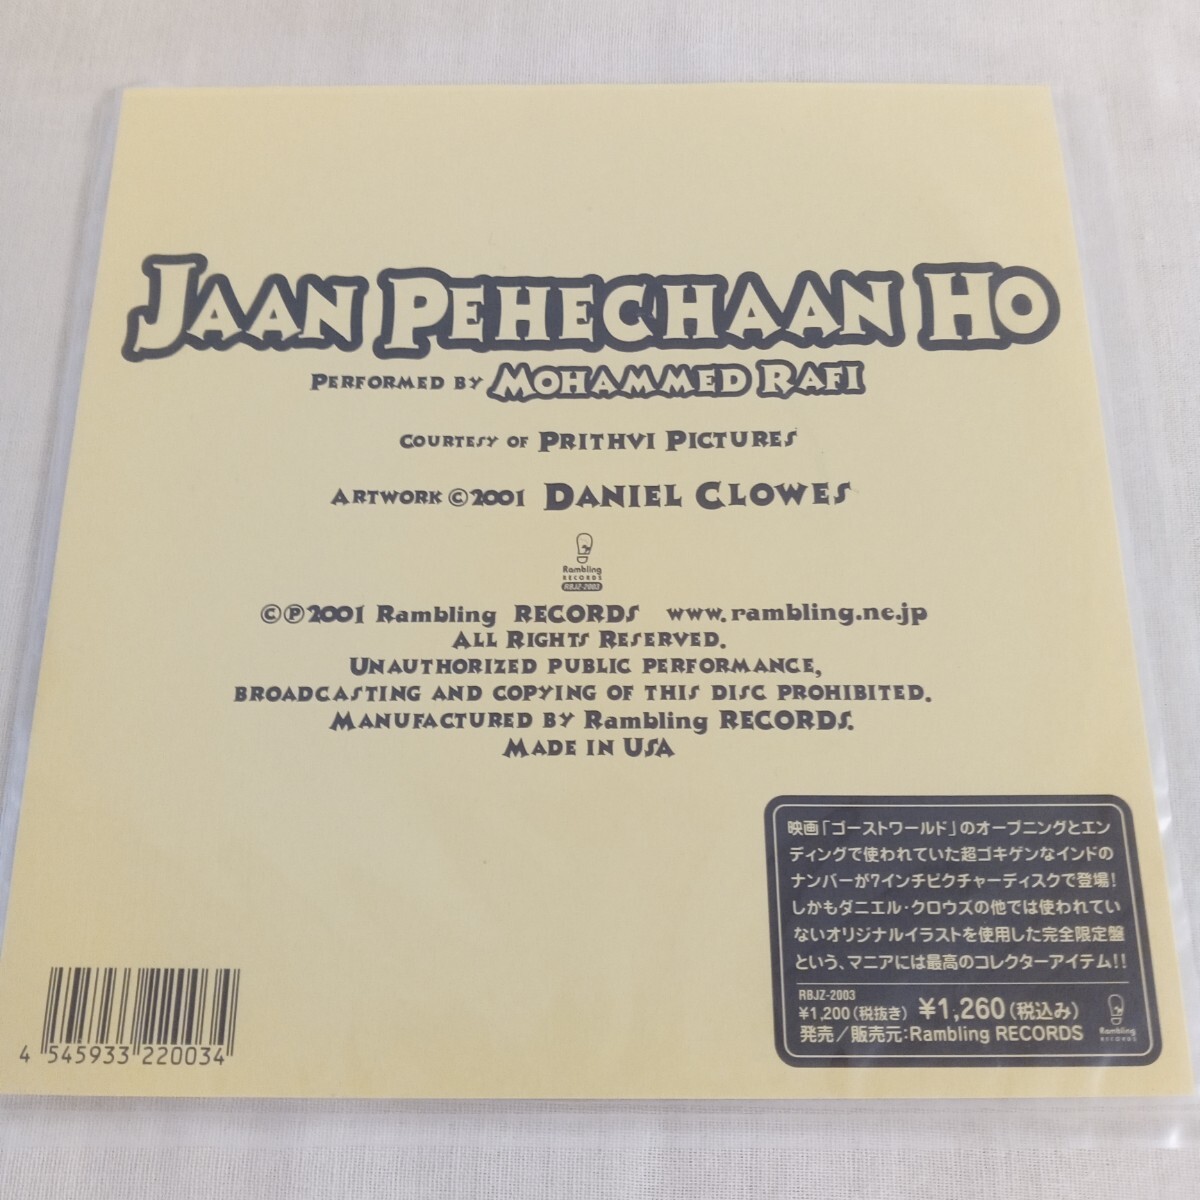 JAAN PEHECHAAN HO
PERFORMED BY MOHAMMED RAFI
COURTESY OF PRITHVI PICTURES
ARTWORK ©2001 DANIEL CLOWES
Rambling
RECORDS
RBJZ-2003
©℗2001 Rambling RECORDS www.rambling.ne.jp
ALL RIGHTS RESERVED.
UNAUTHORIZED PUBLIC PERFORMANCE,
BROADCASTING AND COPYING OF THIS DISC PROHIBITED.
MANUFACTURED BY Rambling RECORDS.
MADE IN USA
映画「ゴーストワールド」のオープニングとエン
ディングで使われていた超ゴキゲンなインドの
ナンバーが7インチピクチャーディスクで登場!
しかもダニエル・クロウズの他では使われてい
ないオリジナルイラストを使用した完全限定盤
という、マニアには最高のコレクターアイテム!!
RBJZ-2003
¥1,200(税抜き) ¥1,260(税込み)
発売/販売元:Rambling RECORDS
Rambling
RECORDS
4 545933 220034